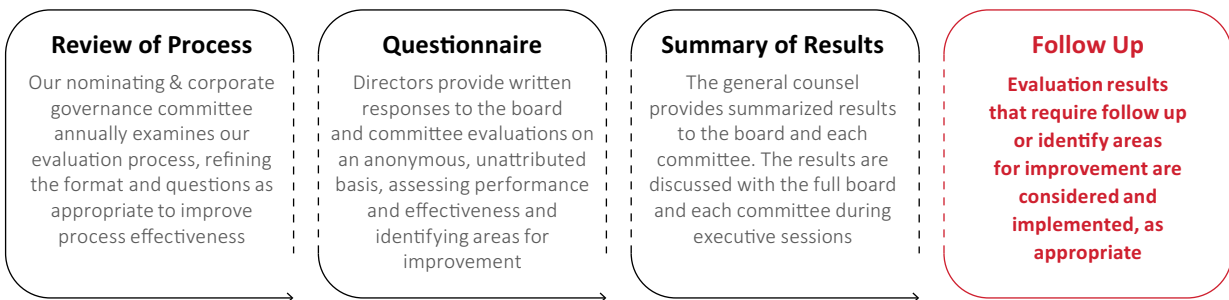 Review of Process
Our nominating & corporate
governance committee
annually examines our
evaluation process, refining
the format and questions as
appropriate to improve
process effectiveness
Questionnaire
Directors provide written
responses to the board
and committee evaluations on
an anonymous, unattributed
basis, assessing performance
and effectiveness and
identifying areas for
improvement
Summary of Results
The general counsel
provides summarized results
to the board and each
committee. The results are
discussed with the full board
and each committee during
executive sessions
Follow Up
Evaluation results
that require follow up
or identify areas
for improvement are
considered and
implemented, as
appropriate